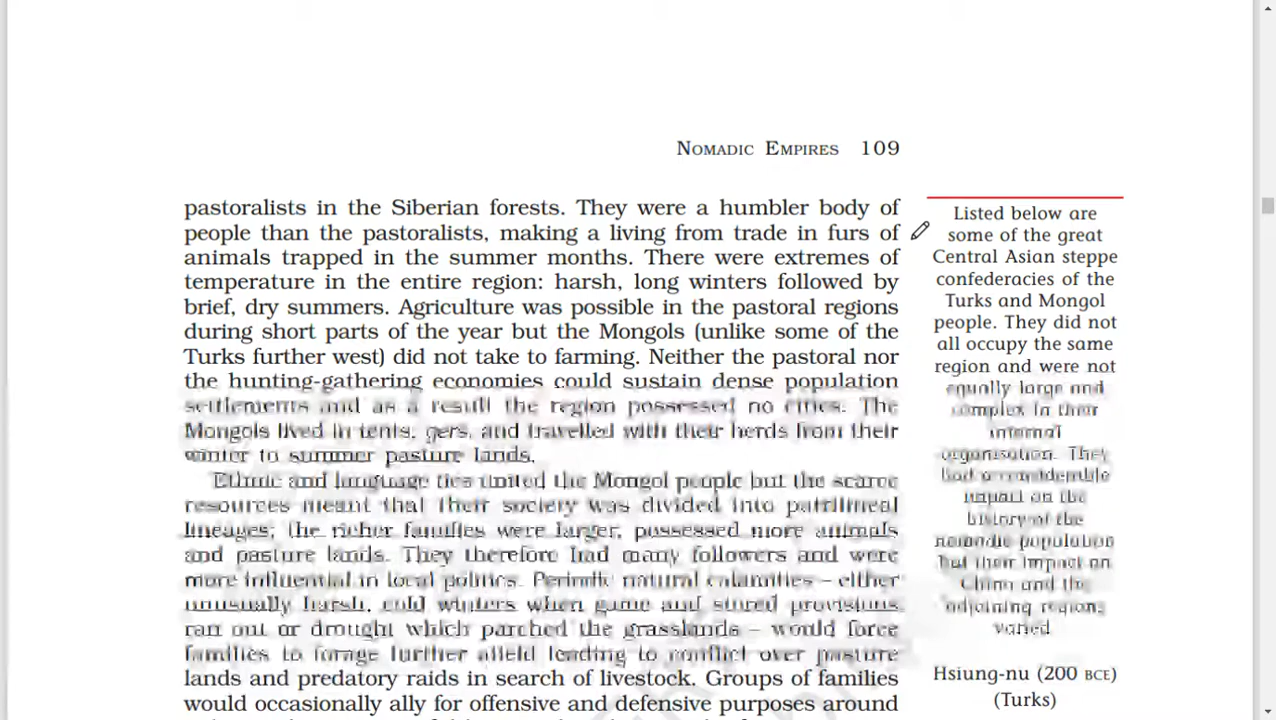 NOMADIC EMPIRES 109
pastoralists in the Siberian forests. They were a humbler body of
people than the pastoralists, making a living from trade in furs of
animals trapped in the summer months. There were extremes of
temperature in the entire region: harsh, long winters followed by
brief, dry summers. Agriculture was possible in the pastoral regions
during short parts of the year but the Mongols (unlike some of the
Turks further west) did not take to farming. Neither the pastoral nor
the hunting-gathering economies could sustain dense population
settlements and as a result the region possessed no cities. The
Mongols lived in tents, gers, and travelled with their herds from their
winter to summer pasture lands.
Ethnic and language ties united the Mongol people but the scarce
resources meant that their society was divided into patrilineal
lineages; the richer families were larger, possessed more animals
and pasture lands. They therefore had many followers and were
more influential in local politics. Periodic natural calamities – either
unusually harsh, cold winters when game and stored provisions
ran out or drought which parched the grasslands – would force
families to forage further afield leading to conflict over pasture
lands and predatory raids in search of livestock. Groups of families
would occasionally ally for offensive and defensive purposes around
Listed below are
some of the great
Central Asian steppe
confederacies of the
Turks and Mongol
people. They did not
all occupy the same
region and were not
equally large and
complex in their
internal
organisation. They
had a considerable
impact on the
history of the
nomadic population
but their impact on
China and the
adjoining regions
varied.
Hsiung-nu (200 BCE)
(Turks)